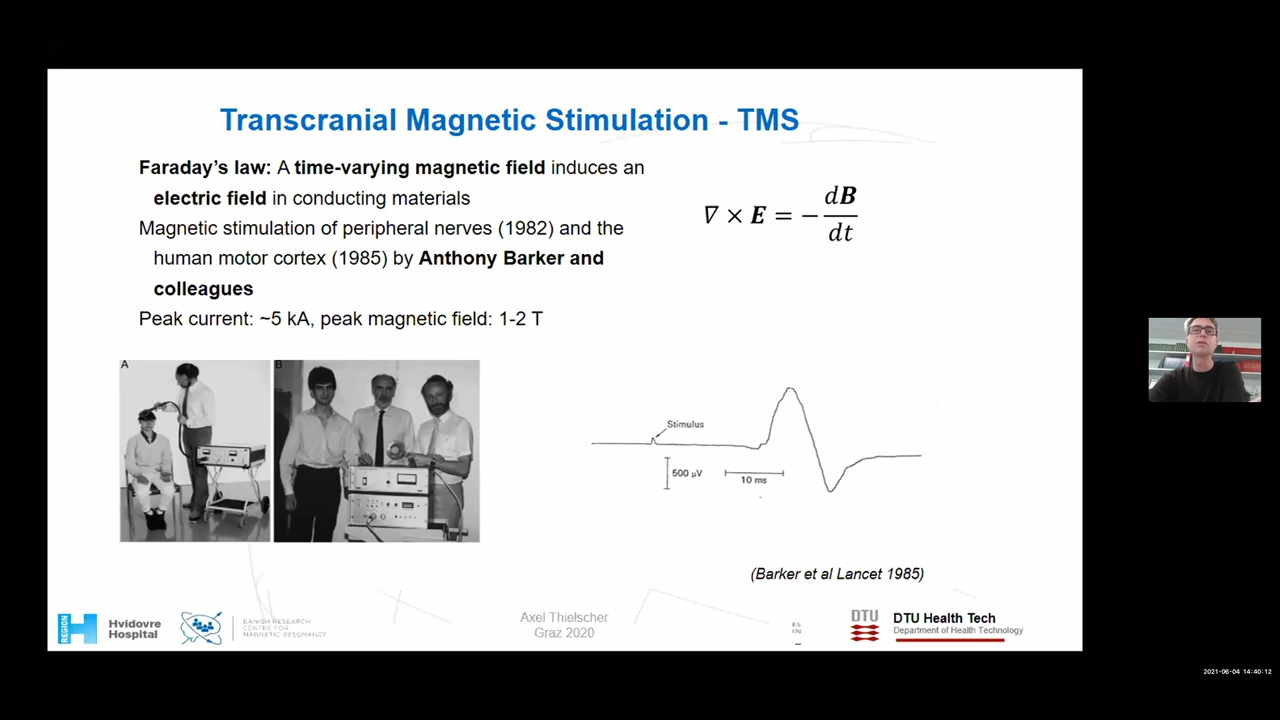 Transcranial Magnetic Stimulation - TMS
Faraday's law: A time-varying magnetic field induces an
electric field in conducting materials
Magnetic stimulation of peripheral nerves (1982) and the
human motor cortex (1985) by Anthony Barker and
colleagues
Peak current: ~5 kA, peak magnetic field: 1-2 T
∇ × E = − dB/dt
A
B
Stimulus
500 µV
10 ms
(Barker et al Lancet 1985)
REGION
H
Hvidovre
Hospital
DANISH RESEARCH
CENTRE FOR
MAGNETIC RESONANCE
Axel Thielscher
Graz 2020
DTU
DTU Health Tech
Department of Health Technology
2021-06-04 14:40:12